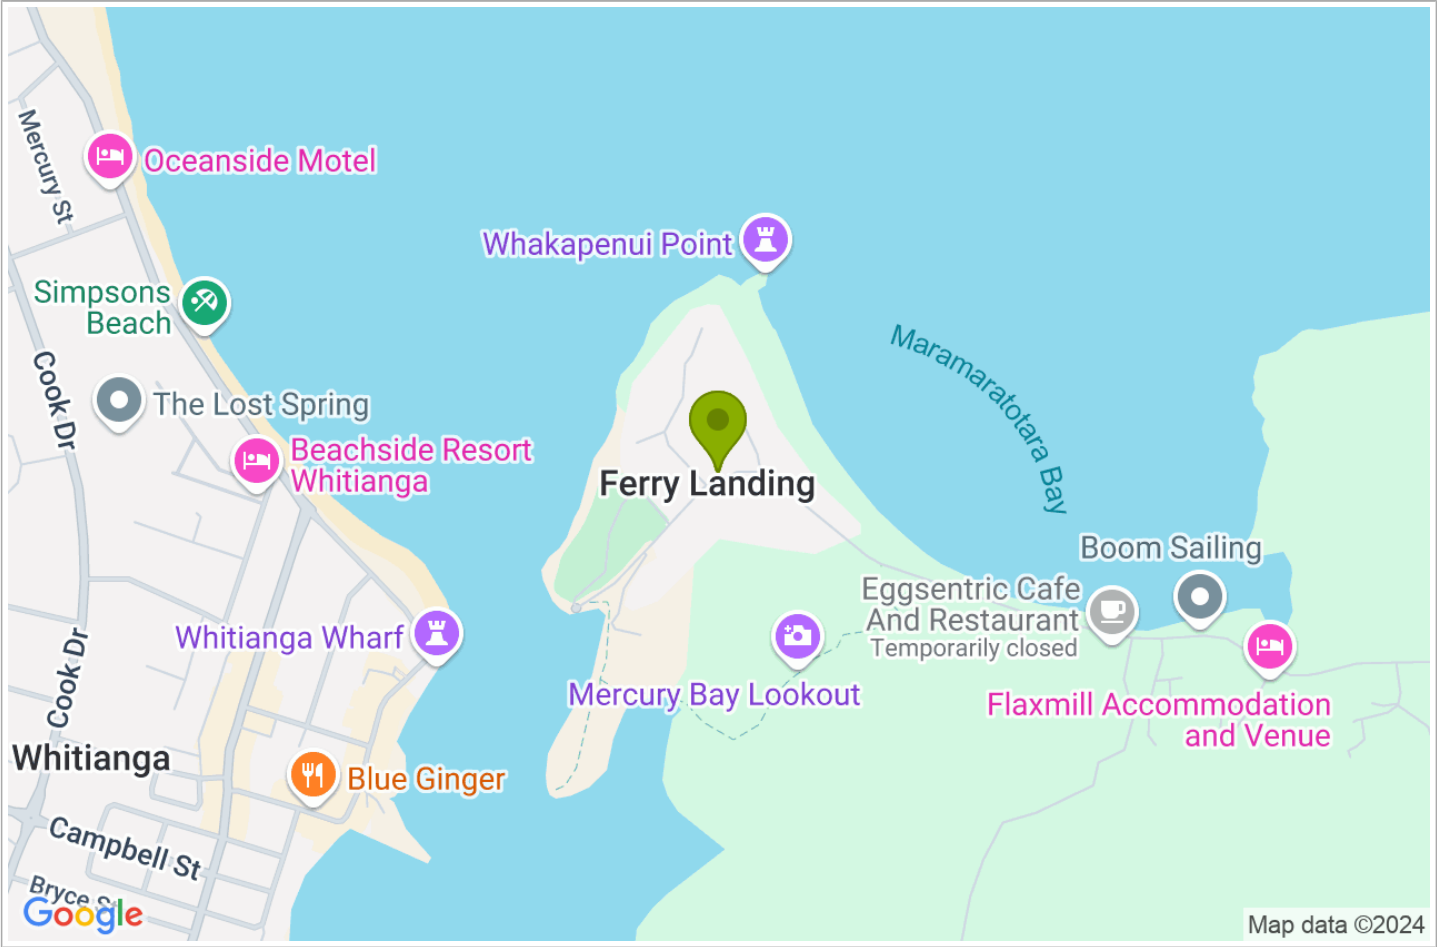 Mercury St
Oceanside Motel
Whakapenui Point
Simpsons
Beach
Maramaratotara Bay
Cook Dr
The Lost Spring
Beachside Resort
Whitianga
Ferry Landing
Boom Sailing
Eggsentric Cafe
And Restaurant
Temporarily closed
Whitianga Wharf
Cook Dr
Mercury Bay Lookout
Flaxmill Accommodation
and Venue
Whitianga
Blue Ginger
Campbell St
Bryce St
Google
Map data ©2024